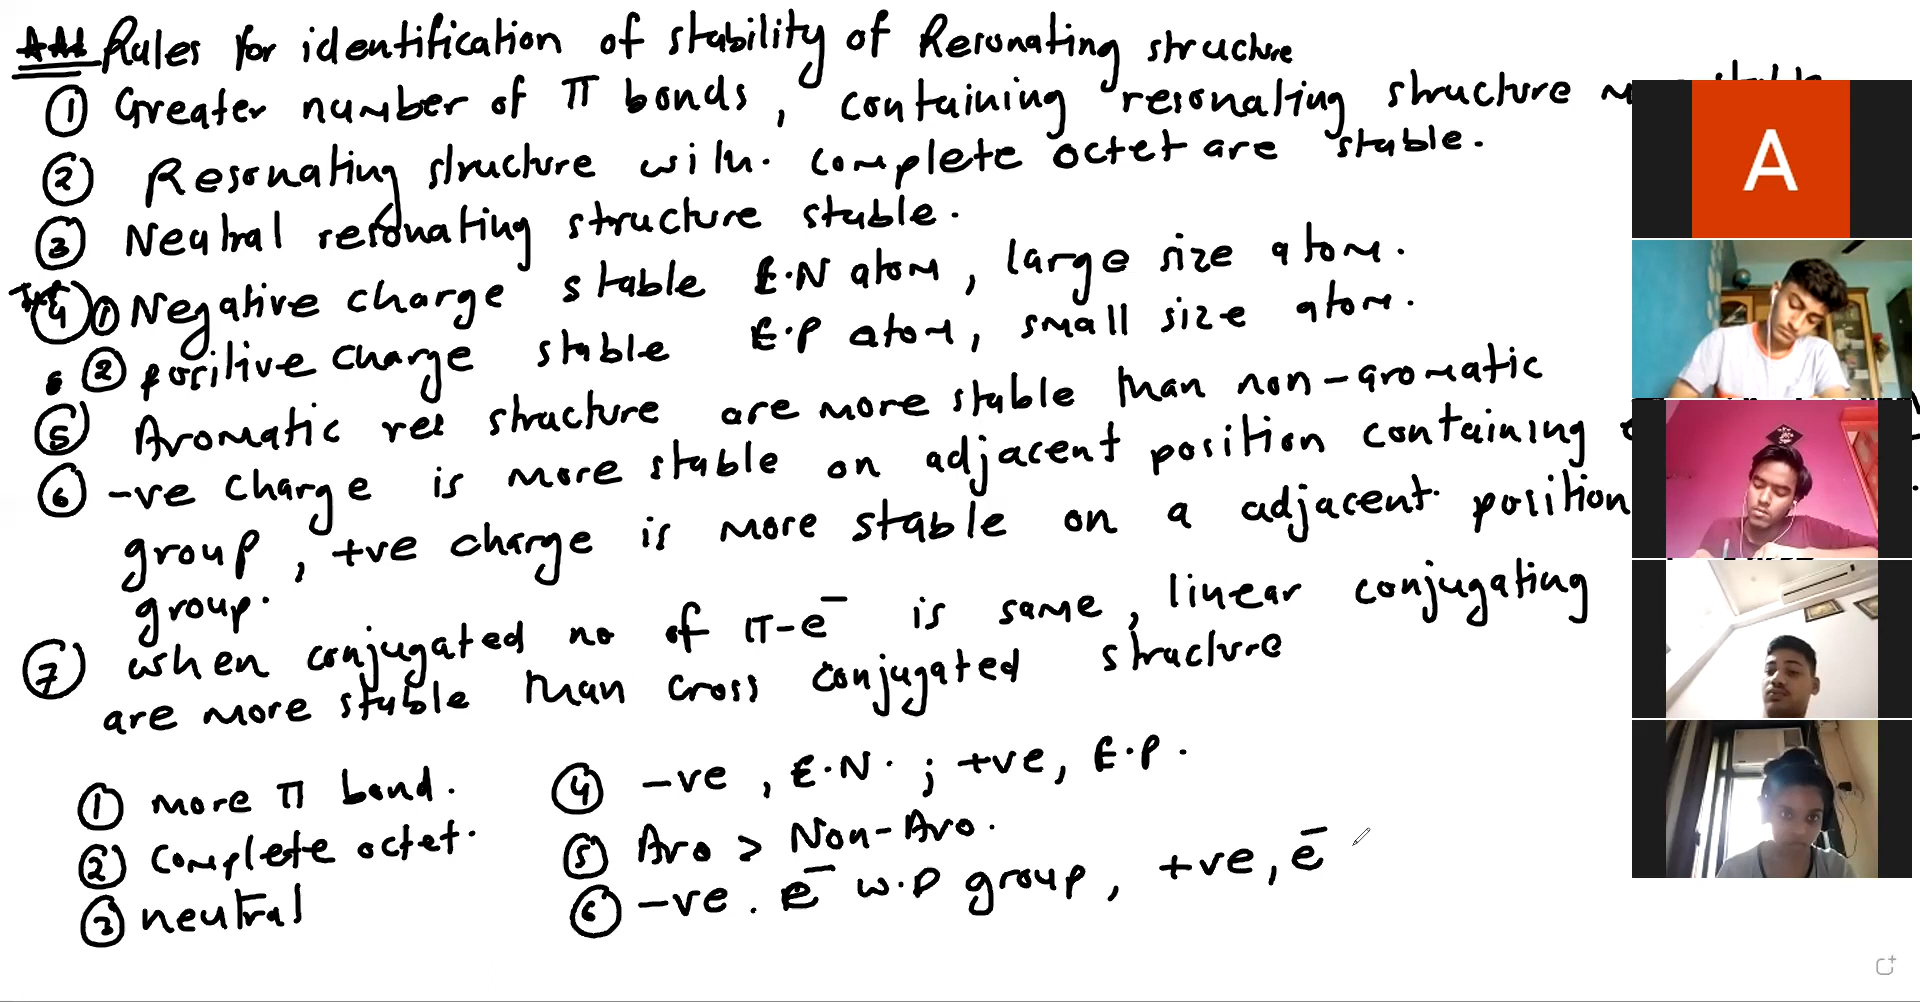 Rules for identification of stability of Resonating structure
① Greater number of π bonds, containing resonating structure
② Resonating structure with. complete octet are stable.
③ Neutral resonating structure stable.
④ ① Negative charge stable E.N atom, large size atom.
② positive charge stable E.P atom, small size atom.
⑤ Aromatic res structure are more stable than non-aromatic
⑥ -ve charge is more stable on adjacent position containing
group, +ve charge is more stable on a adjacent position
group.
⑦ when conjugated no of π-e⁻ is same, linear conjugating
are more stable than cross conjugated structure
① more π bond.
② complete octet.
③ neutral
④ -ve, E.N. ; +ve, E.P.
⑤ Aro > Non-Aro.
⑥ -ve. e⁻ w.D group, +ve, e⁻
A